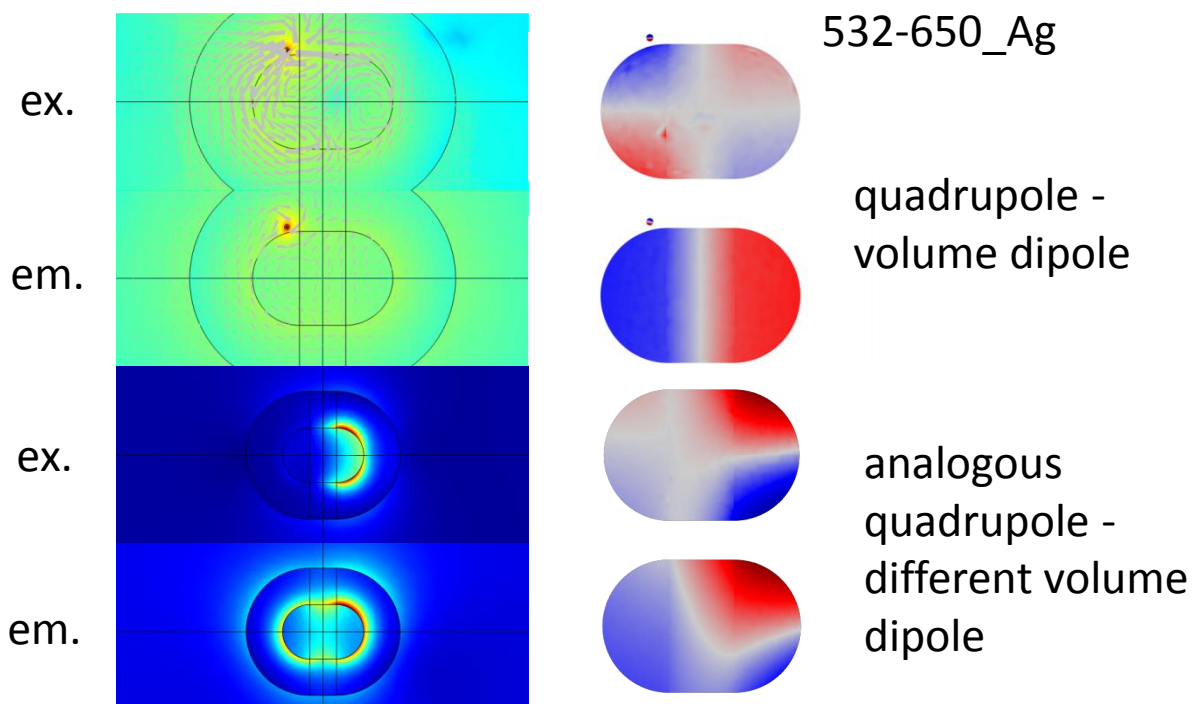 532-650_Ag
ex.
quadrupole -
volume dipole
em.
ex.
analogous
quadrupole -
different volume
dipole
em.